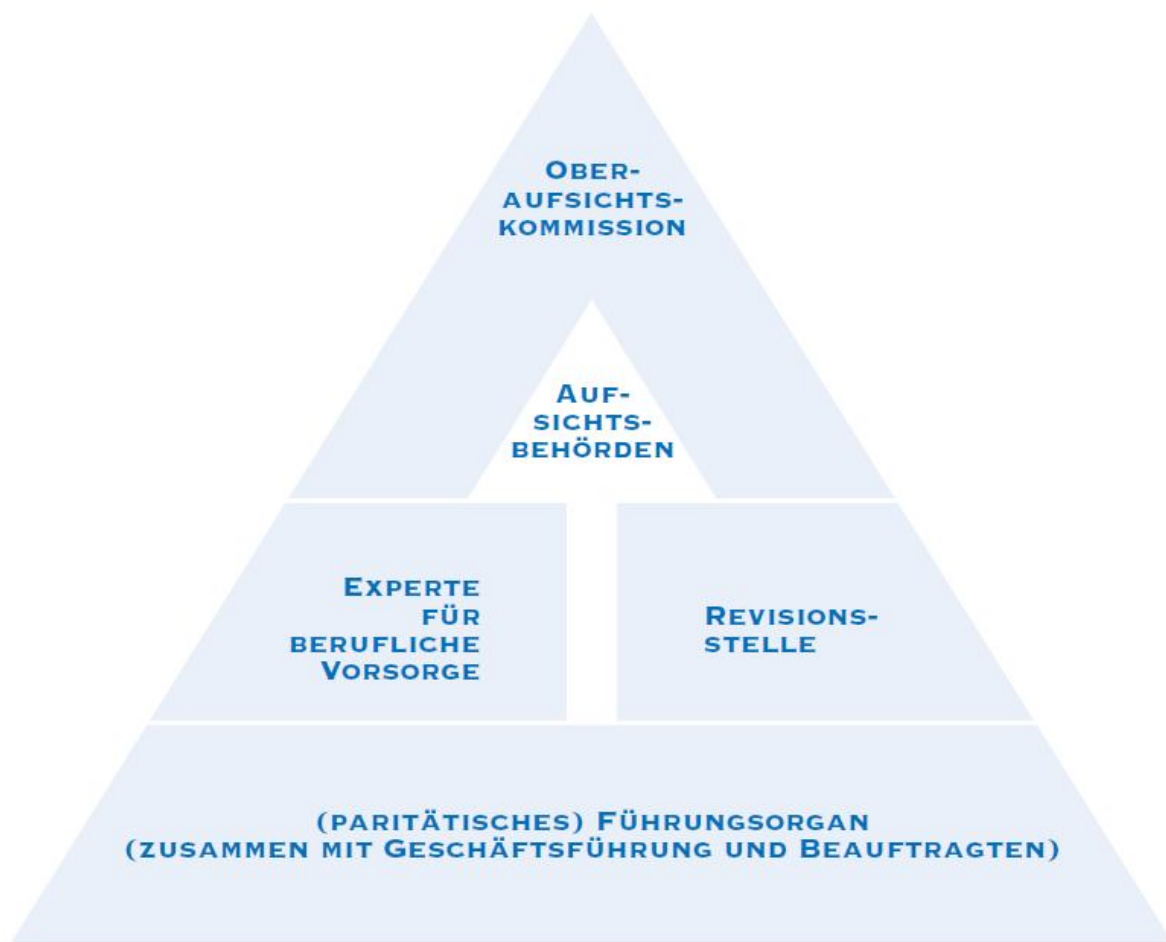 Ober-
aufsichts-
kommission
Auf-
sichts-
behörden
Experte
für
berufliche
Vorsorge
Revisions-
stelle
(paritätisches) Führungsorgan
(zusammen mit Geschäftsführung und Beauftragten)